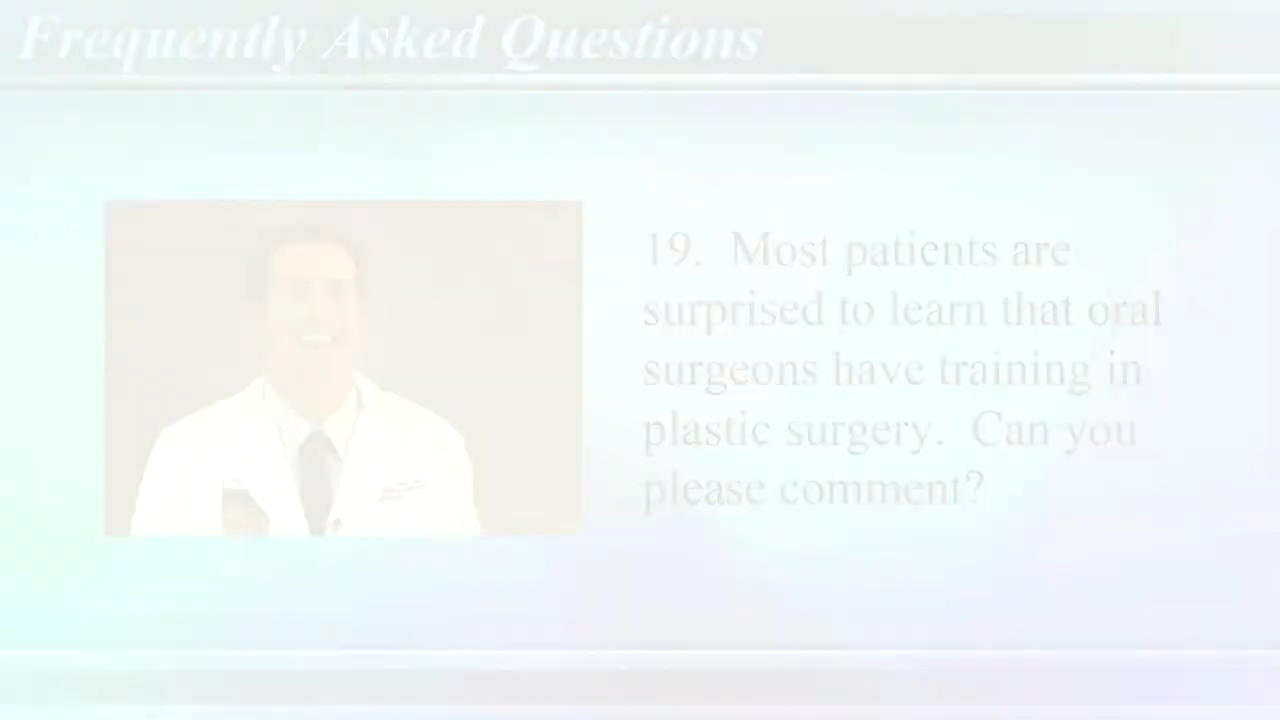 Frequently Asked Questions
19. Most patients are
surprised to learn that oral
surgeons have training in
plastic surgery. Can you
please comment?